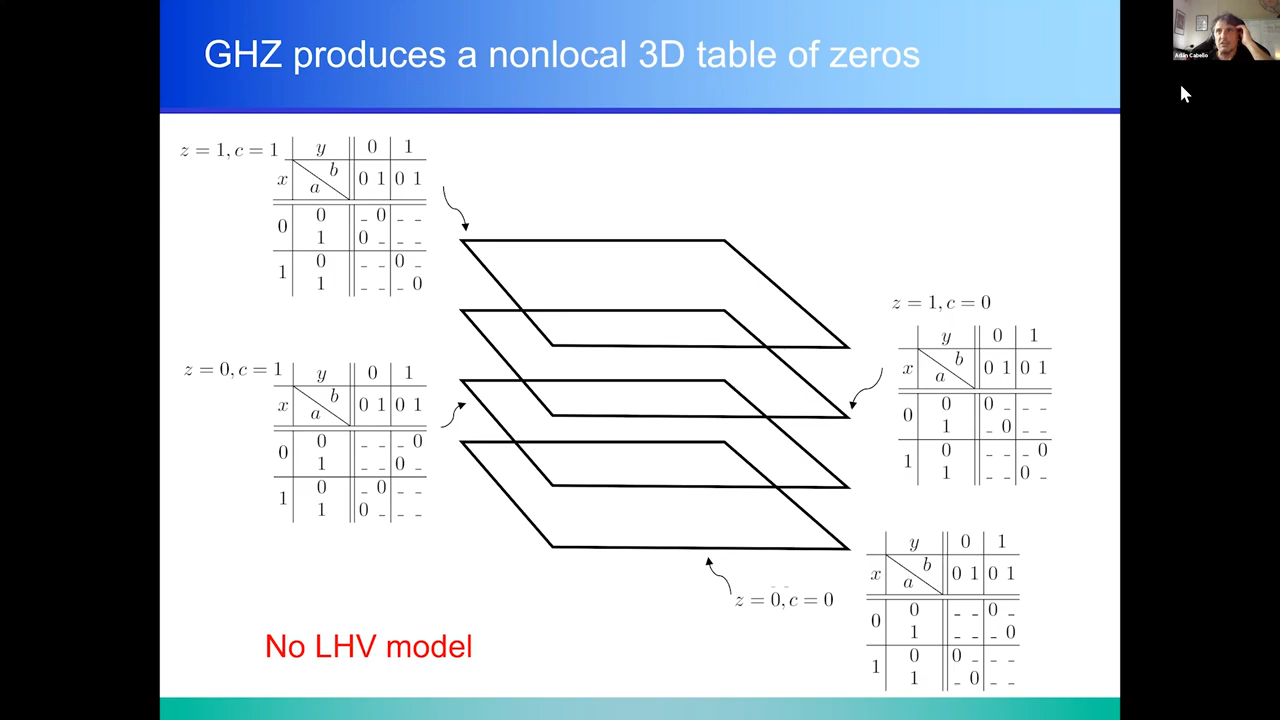 GHZ produces a nonlocal 3D table of zeros
Adán Cabello
z = 1, c = 1
y 0 1
x a b 0 1 0 1
0 0 _ 0 _ _
1 0 _ _ _
1 0 _ _ 0 _
1 _ _ _ 0
z = 1, c = 0
y 0 1
x a b 0 1 0 1
0 0 0 _ _ _
1 _ 0 _ _
1 0 _ _ _ 0
1 _ _ 0 _
z = 0, c = 1
y 0 1
x a b 0 1 0 1
0 0 _ _ _ 0
1 _ _ 0 _
1 0 _ 0 _ _
1 0 _ _ _
z = 0, c = 0
y 0 1
x a b 0 1 0 1
0 0 _ _ 0 _
1 _ _ _ 0
1 0 0 _ _ _
1 _ 0 _ _
No LHV model